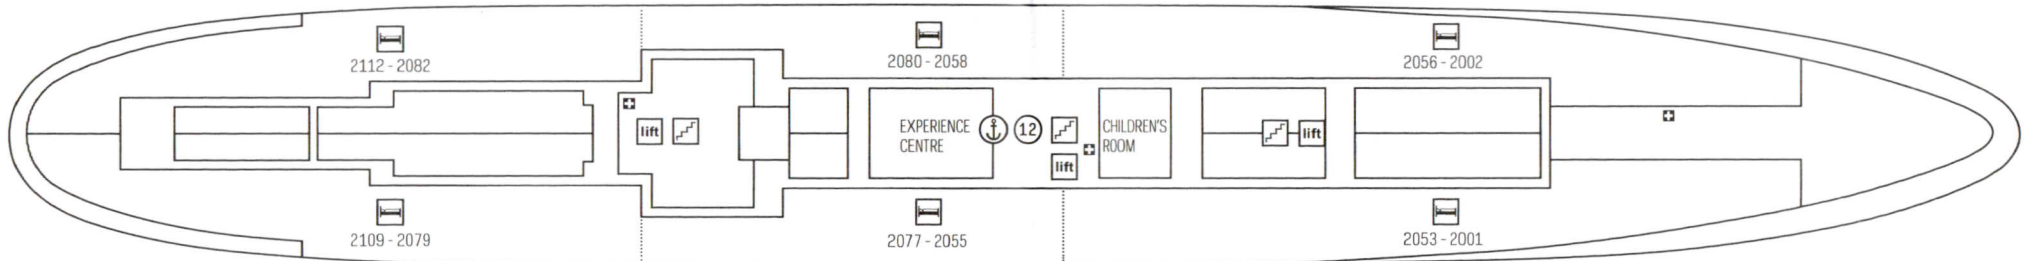 2112 - 2082
2080 - 2058
2056 - 2002
lift
EXPERIENCE
CENTRE
12
lift
CHILDREN'S
ROOM
lift
2109 - 2079
2077 - 2055
2053 - 2001